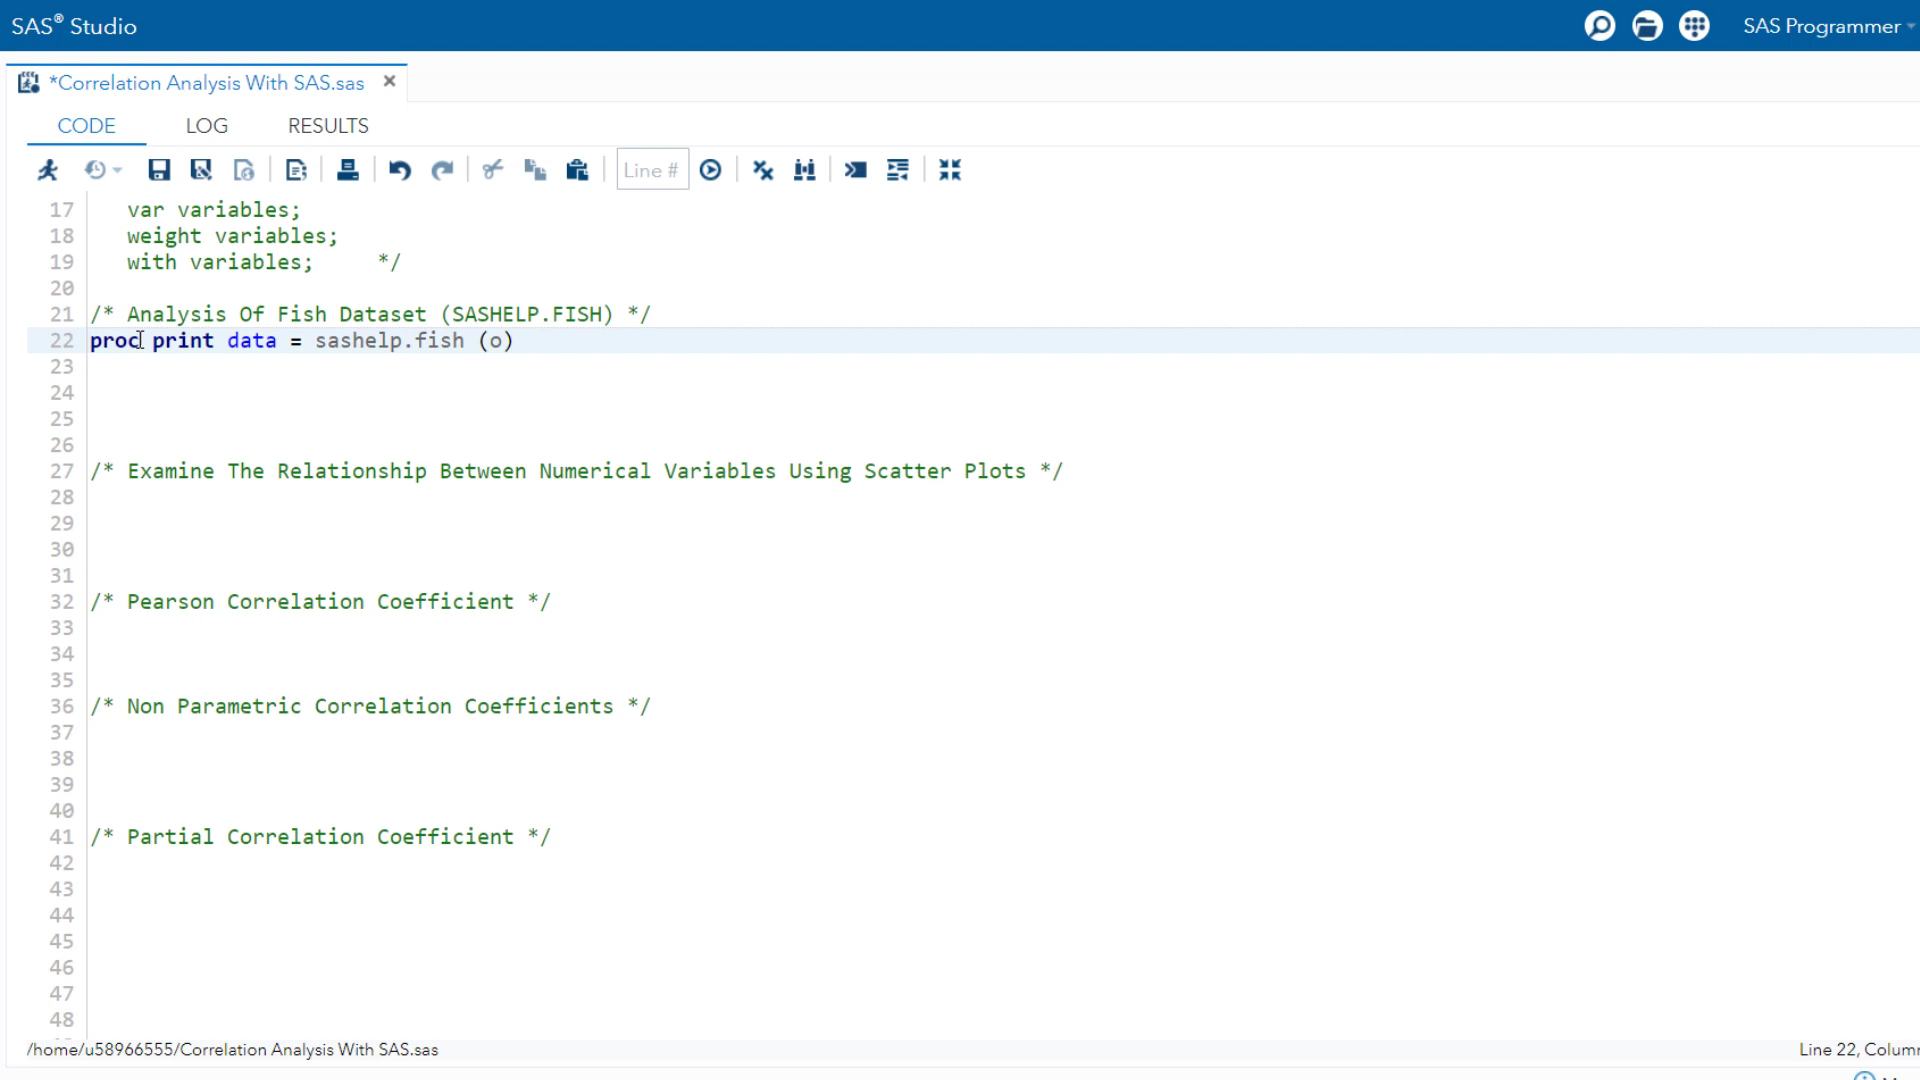 SAS® Studio
SAS Programmer
*Correlation Analysis With SAS.sas
CODE LOG RESULTS
Line #
17 var variables;
18 weight variables;
19 with variables; */
20
21 /* Analysis Of Fish Dataset (SASHELP.FISH) */
22 proc print data = sashelp.fish (o)
23
24
25
26
27 /* Examine The Relationship Between Numerical Variables Using Scatter Plots */
28
29
30
31
32 /* Pearson Correlation Coefficient */
33
34
35
36 /* Non Parametric Correlation Coefficients */
37
38
39
40
41 /* Partial Correlation Coefficient */
42
43
44
45
46
47
48
/home/u58966555/Correlation Analysis With SAS.sas
Line 22, Column